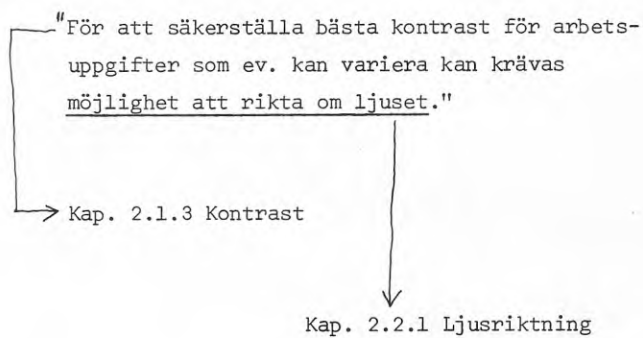 "För att säkerställa bästa kontrast för arbets-
uppgifter som ev. kan variera kan krävas
möjlighet att rikta om ljuset."
Kap. 2.1.3 Kontrast
Kap. 2.2.1 Ljusriktning